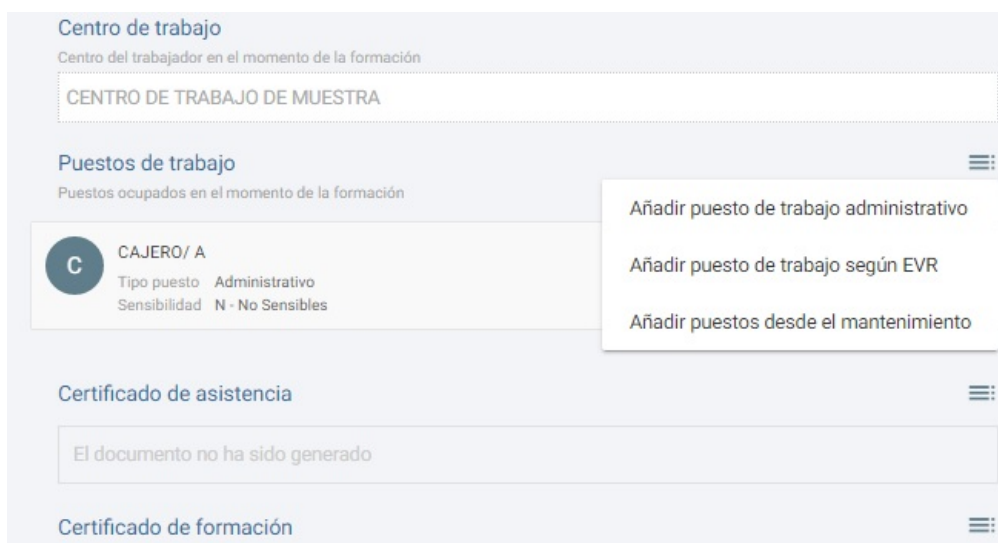 Centro de trabajo
Centro del trabajador en el momento de la formación
CENTRO DE TRABAJO DE MUESTRA
Puestos de trabajo
Puestos ocupados en el momento de la formación
Añadir puesto de trabajo administrativo
Añadir puesto de trabajo según EVR
Añadir puestos desde el mantenimiento
C
CAJERO/ A
Tipo puesto Administrativo
Sensibilidad N - No Sensibles
Certificado de asistencia
El documento no ha sido generado
Certificado de formación